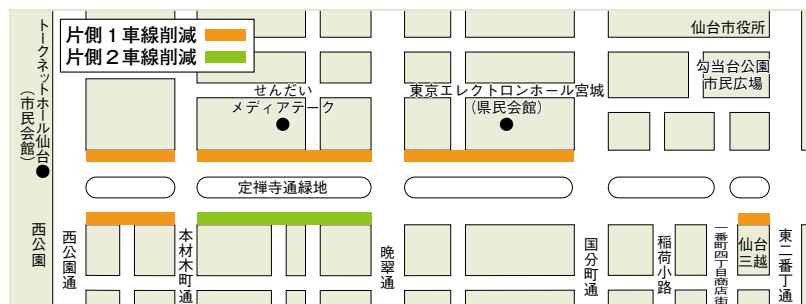 片側1車線削減
片側2車線削減
トークネットホール仙台
(市民会館)
せんだい
メディアテーク
東京エレクトロンホール宮城
(県民会館)
仙台市役所
勾当台公園
市民広場
定禅寺通緑地
西公園
西公園通
本材木町通
晩翠通
国分町通
稲荷小路
一番町四丁目商店街
仙台
三越
東二番丁通